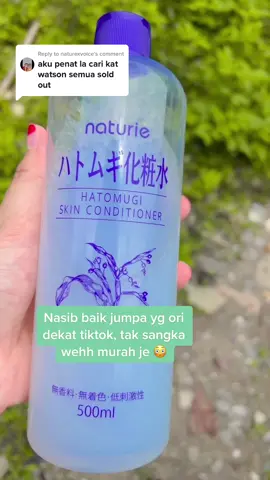 Reply to natureevoice's comment
aku penat la cari kat
watson semua sold
out
naturie
ハトムギ化粧水
HATOMUGI
SKIN CONDITIONER
Nasib baik jumpa yg ori
dekat tiktok, tak sangka
wehh murah je 😳
無香料・無着色・低刺激性
500ml